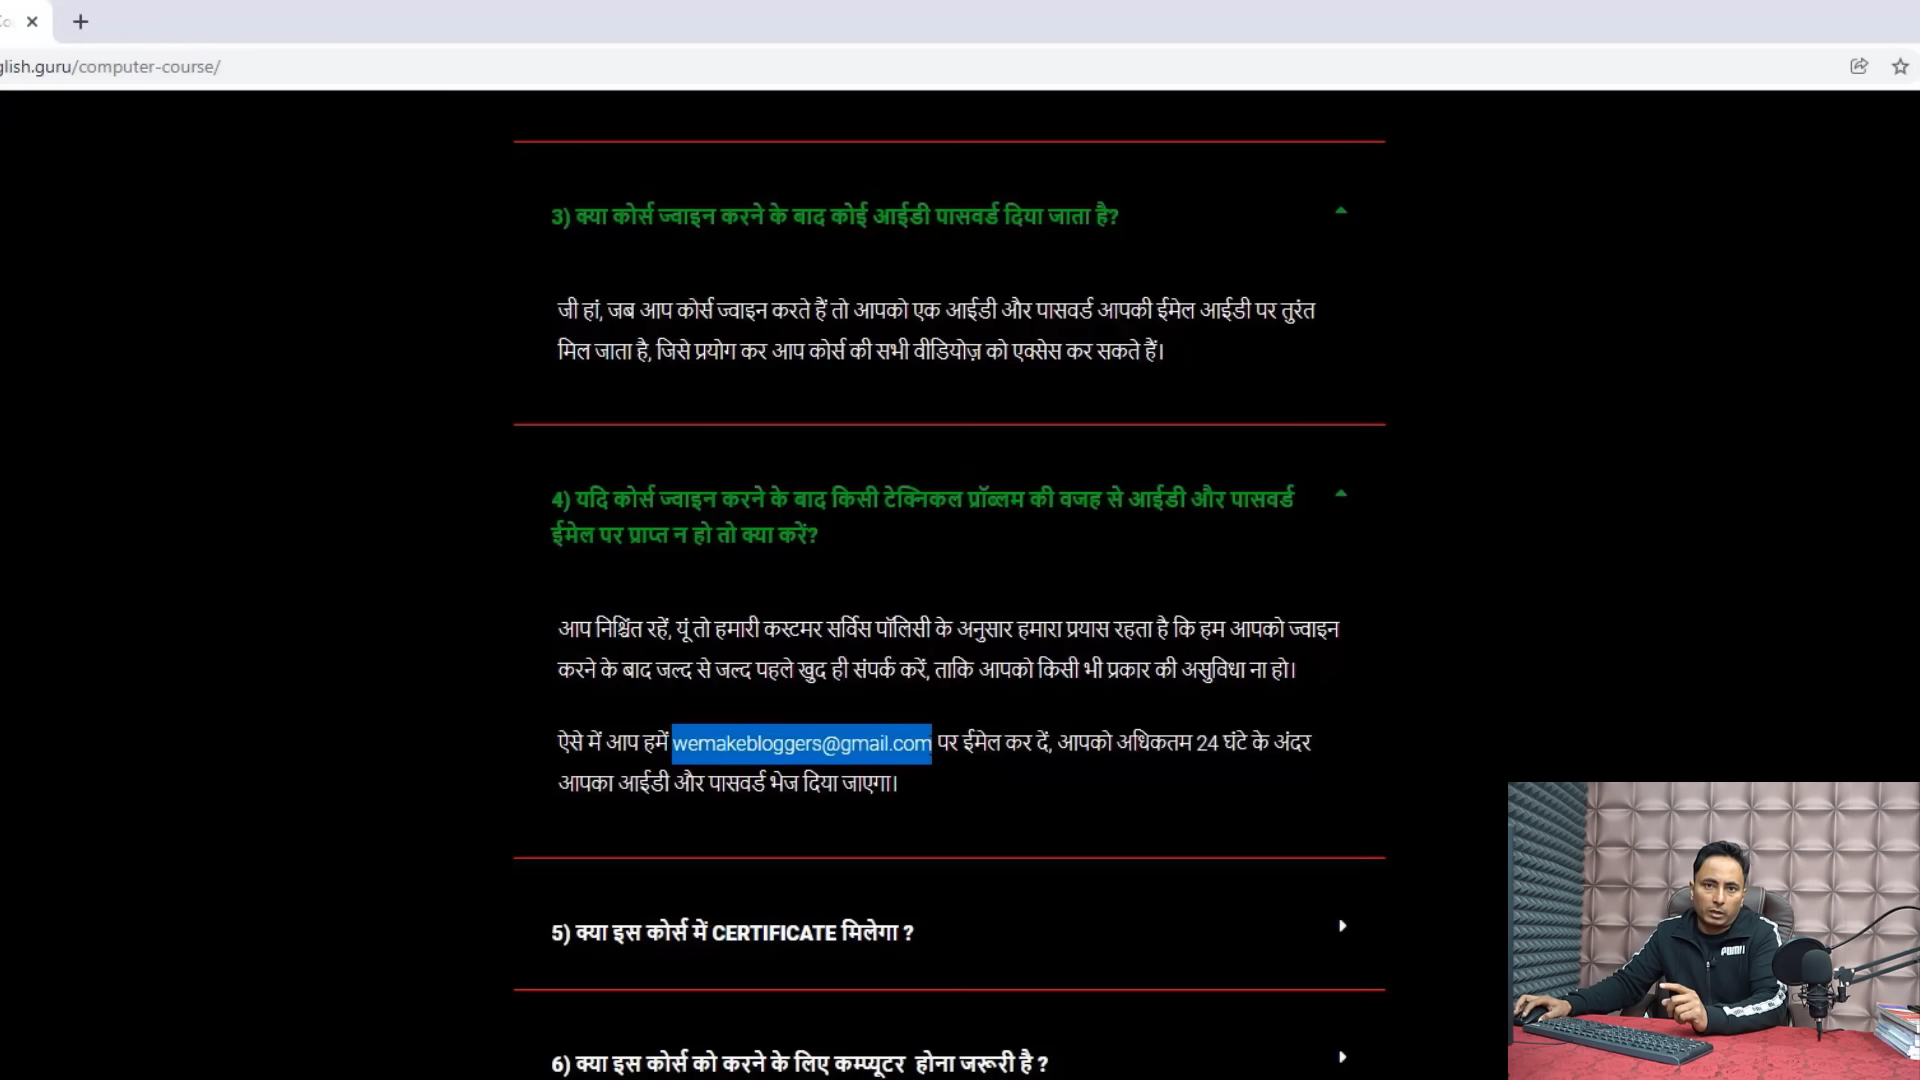 glish.guru/computer-course/
3) क्या कोर्स ज्वाइन करने के बाद कोई आईडी पासवर्ड दिया जाता है?
जी हां, जब आप कोर्स ज्वाइन करते हैं तो आपको एक आईडी और पासवर्ड आपकी ईमेल आईडी पर तुरंत
मिल जाता है, जिसे प्रयोग कर आप कोर्स की सभी वीडियोज़ को एक्सेस कर सकते हैं।
4) यदि कोर्स ज्वाइन करने के बाद किसी टेक्निकल प्रॉब्लम की वजह से आईडी और पासवर्ड
ईमेल पर प्राप्त न हो तो क्या करें?
आप निश्चिंत रहें, यूं तो हमारी कस्टमर सर्विस पॉलिसी के अनुसार हमारा प्रयास रहता है कि हम आपको ज्वाइन
करने के बाद जल्द से जल्द पहले खुद ही संपर्क करें, ताकि आपको किसी भी प्रकार की असुविधा ना हो।
ऐसे में आप हमें wemakebloggers@gmail.com पर ईमेल कर दें, आपको अधिकतम 24 घंटे के अंदर
आपका आईडी और पासवर्ड भेज दिया जाएगा।
5) क्या इस कोर्स में CERTIFICATE मिलेगा ?
6) क्या इस कोर्स को करने के लिए कम्प्यूटर होना जरूरी है ?
PUMA